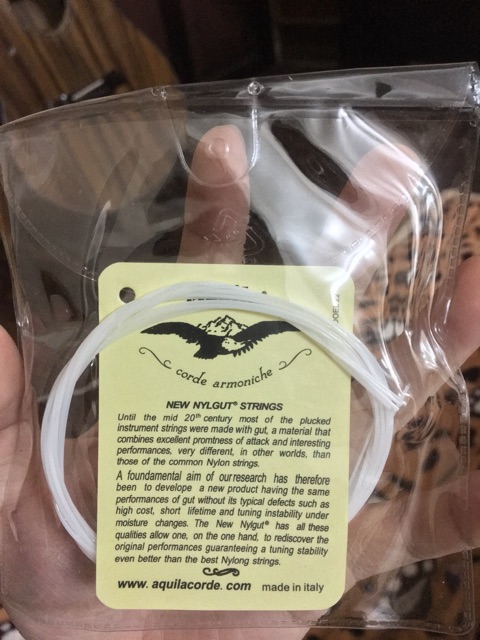 corde armoniche
NEW NYLGUT® STRINGS
Until the mid 20th century most of the plucked
instrument strings were made with gut, a material that
combines excellent promtness of attack and interesting
performances, very different, in other worlds, than
those of the common Nylon strings.
A foundamental aim of our research has therefore
been to develope a new product having the same
performances of gut without its typical defects such as
high cost, short lifetime and tuning instability under
moisture changes. The New Nylgut® has all these
qualities allow one, on the one hand, to rediscover the
original performances guaranteeing a tuning stability
even better than the best Nylong strings.
www. aquilacorde. com made in italy